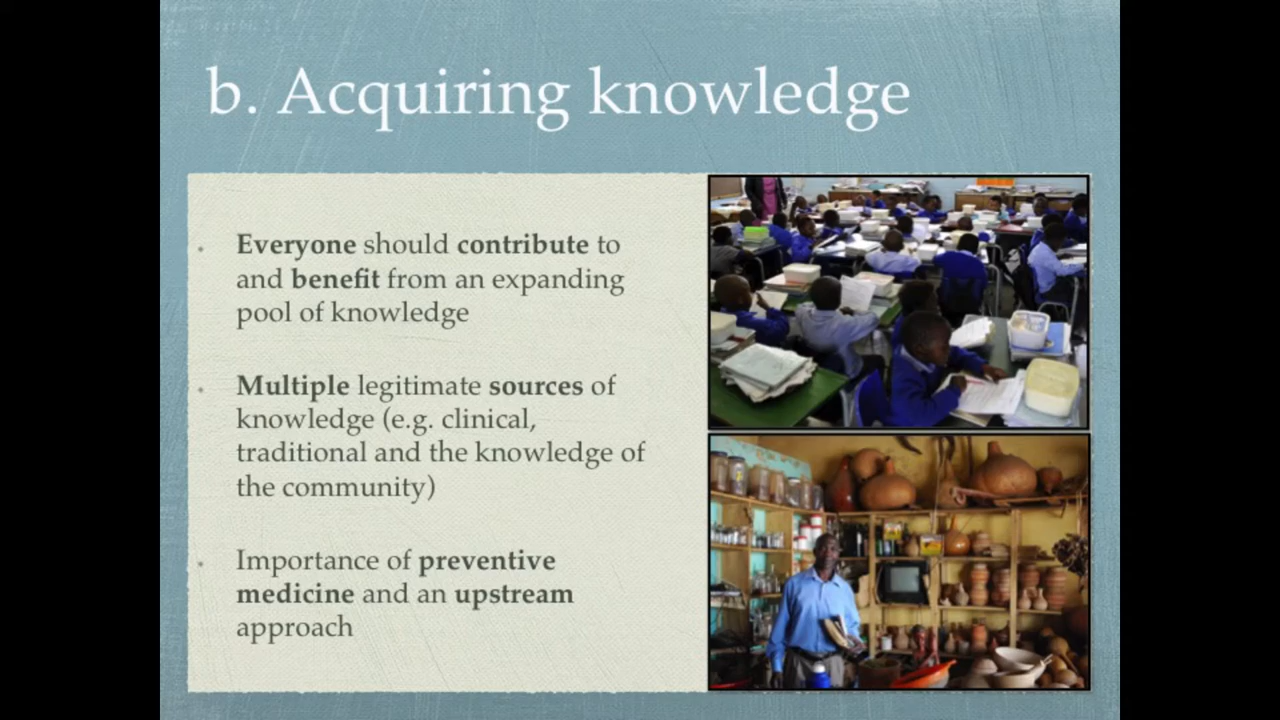 b. Acquiring knowledge
Everyone should contribute to
and benefit from an expanding
pool of knowledge
Multiple legitimate sources of
knowledge (e.g. clinical,
traditional and the knowledge of
the community)
Importance of preventive
medicine and an upstream
approach